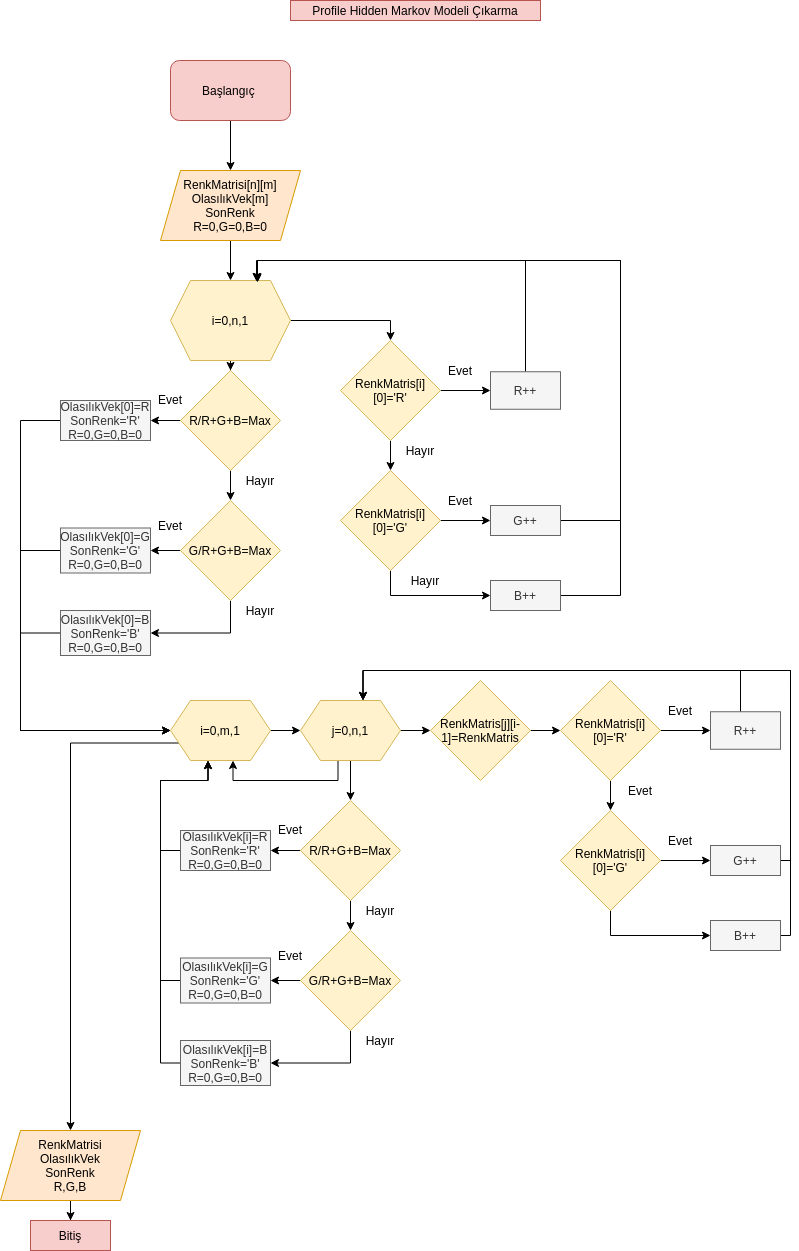 Profile Hidden Markov Modeli Çıkarma
Başlangıç
RenkMatrisi[n][m]
OlasılıkVek[m]
SonRenk
R=0,G=0,B=0
i=0,n,1
RenkMatris[i]
[0]='R'
Evet
R++
Hayır
RenkMatris[i]
[0]='G'
Evet
G++
Hayır
B++
R/R+G+B=Max
Evet
OlasılıkVek[0]=R
SonRenk='R'
R=0,G=0,B=0
Hayır
G/R+G+B=Max
Evet
OlasılıkVek[0]=G
SonRenk='G'
R=0,G=0,B=0
Hayır
OlasılıkVek[0]=B
SonRenk='B'
R=0,G=0,B=0
i=0,m,1
j=0,n,1
RenkMatris[j][i-
1]=RenkMatris
RenkMatris[i]
[0]='R'
Evet
R++
Evet
RenkMatris[i]
[0]='G'
Evet
G++
B++
R/R+G+B=Max
Evet
OlasılıkVek[i]=R
SonRenk='R'
R=0,G=0,B=0
Hayır
G/R+G+B=Max
Evet
OlasılıkVek[i]=G
SonRenk='G'
R=0,G=0,B=0
Hayır
OlasılıkVek[i]=B
SonRenk='B'
R=0,G=0,B=0
RenkMatrisi
OlasılıkVek
SonRenk
R,G,B
Bitiş